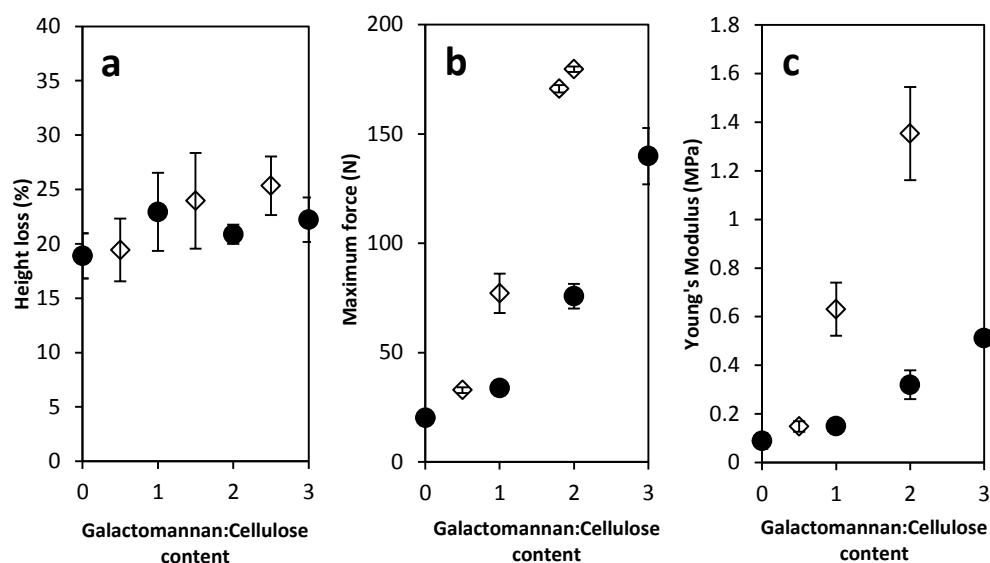 a
Height loss (%)
40
35
30
25
20
15
10
5
0
0 1 2 3
Galactomannan:Cellulose
content
b
Maximum force (N)
200
150
100
50
0
0 1 2 3
Galactomannan:Cellulose
content
c
Young's Modulus (MPa)
1.8
1.6
1.4
1.2
1
0.8
0.6
0.4
0.2
0
0 1 2 3
Galactomannan:Cellulose
content